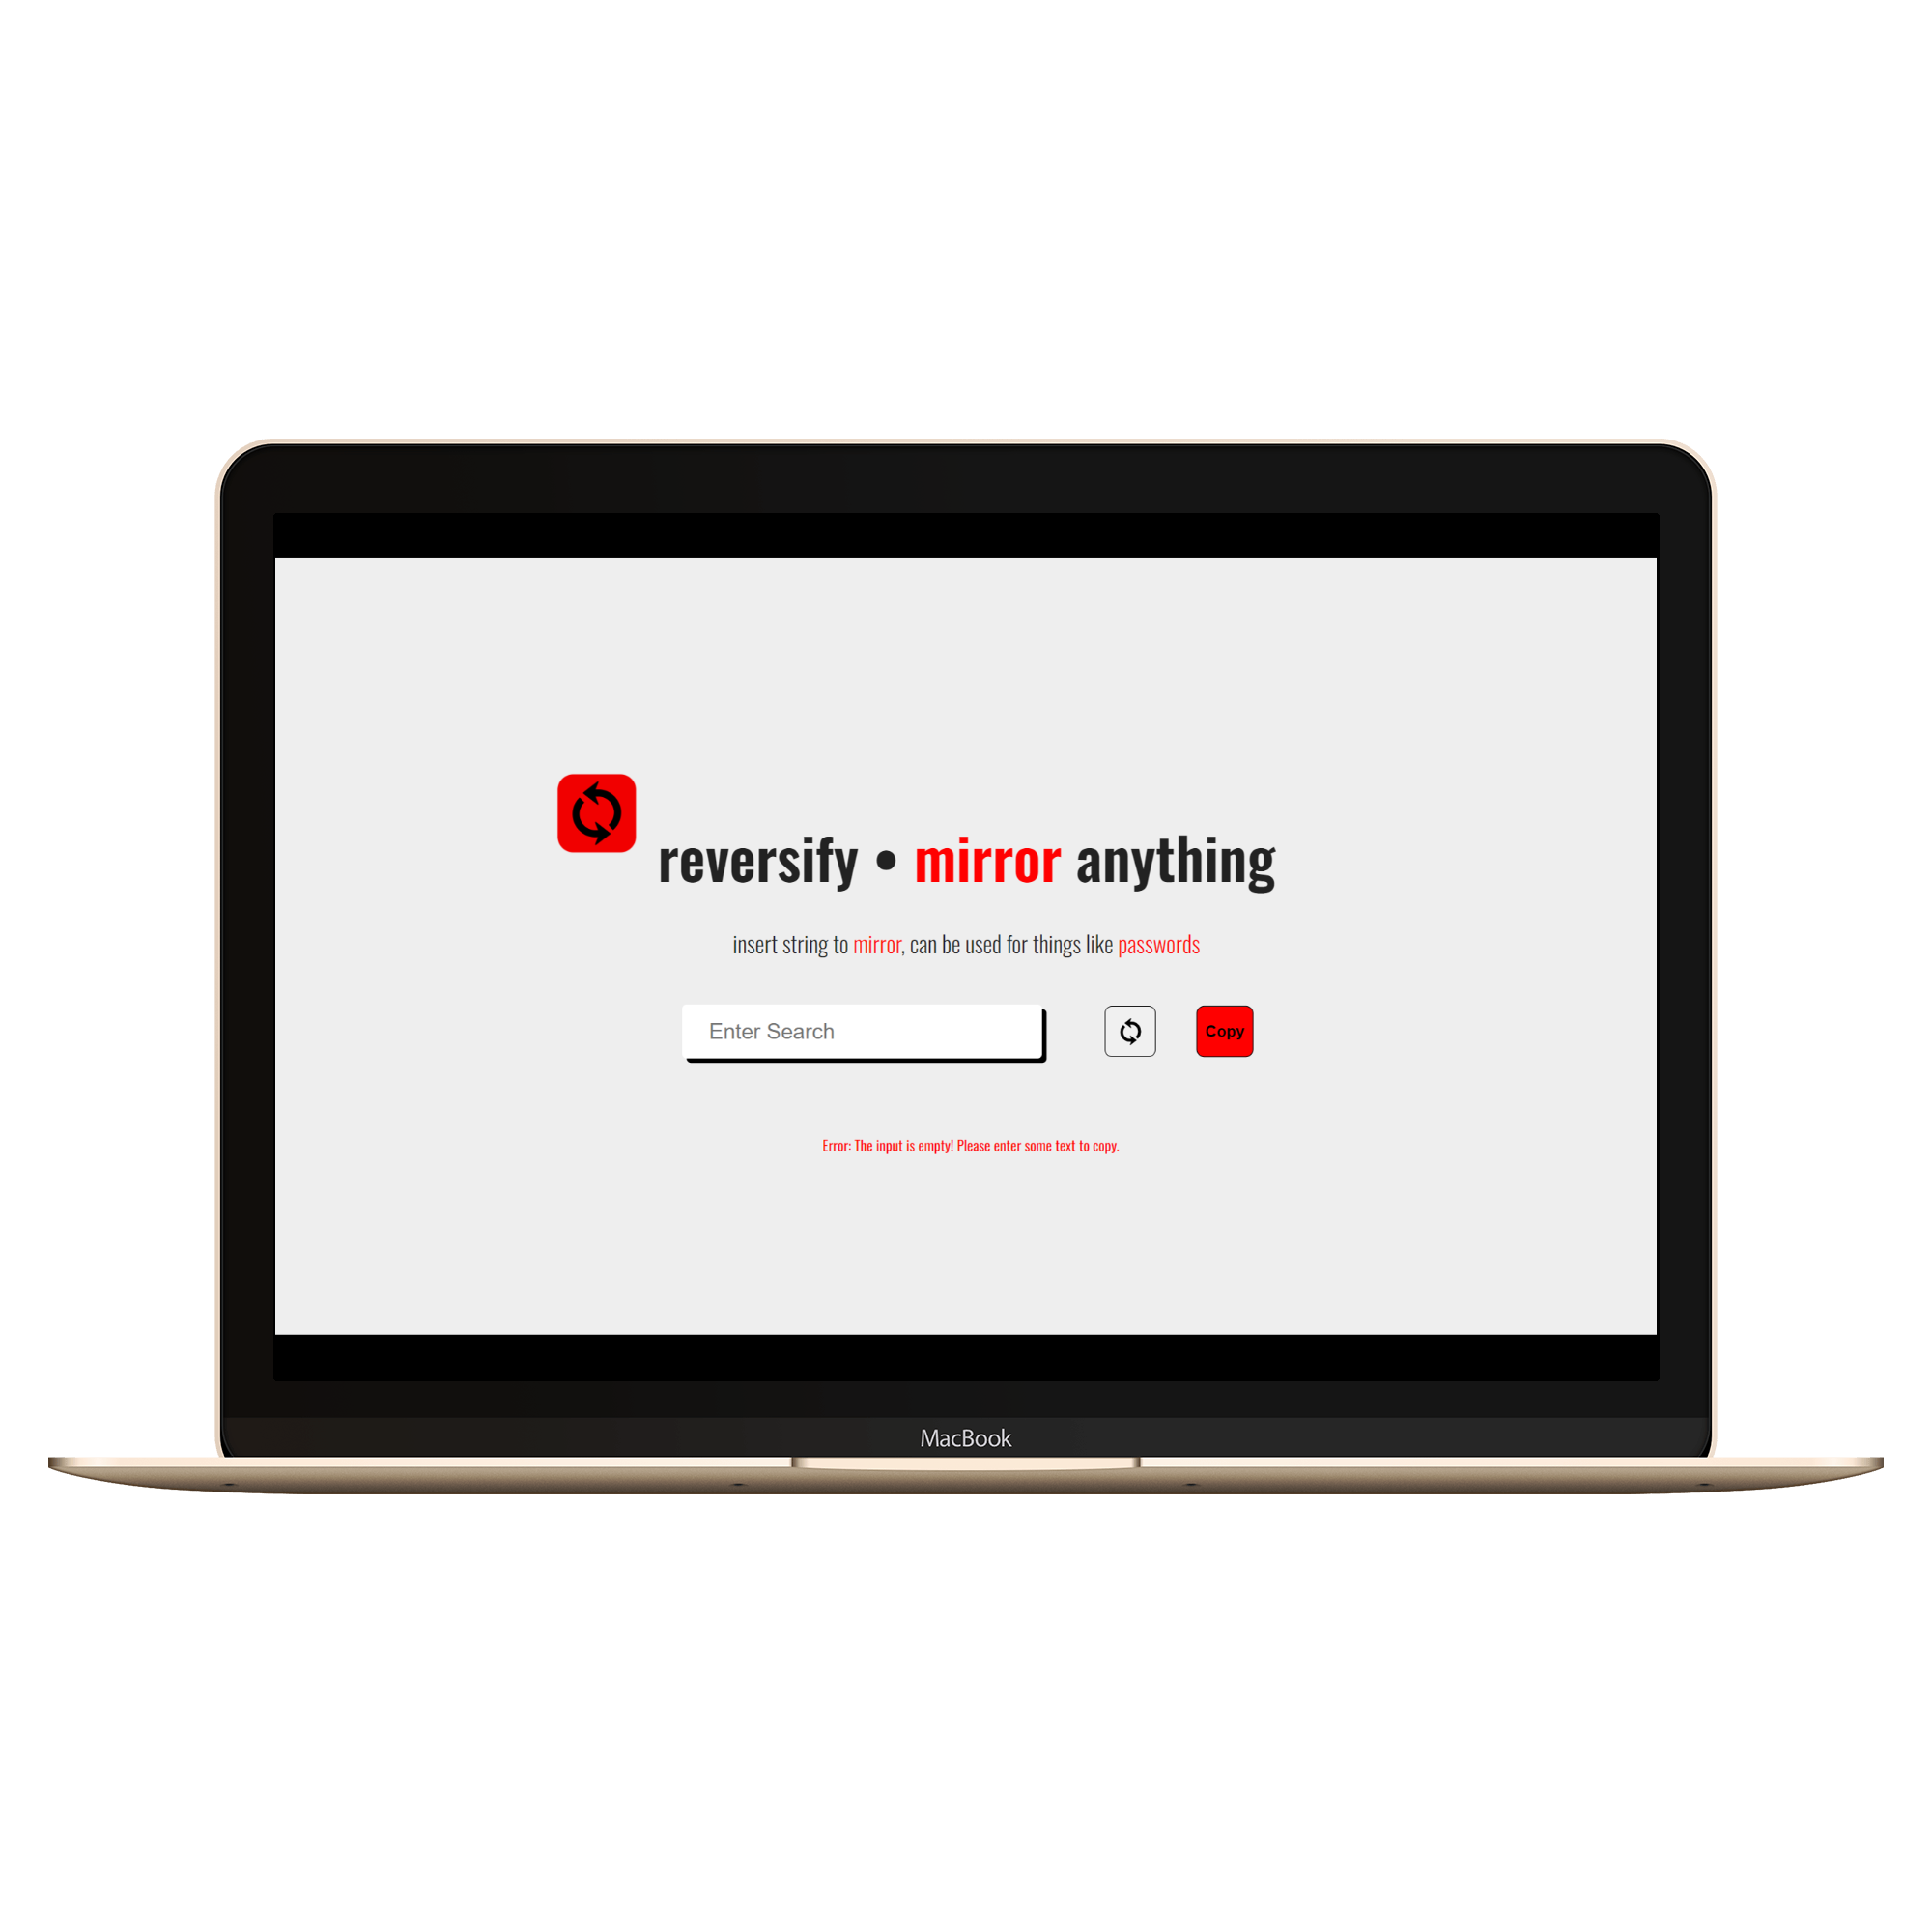 reversify • mirror anything
insert string to mirror, can be used for things like passwords
Enter Search
Copy
Error: The input is empty! Please enter some text to copy.
MacBook